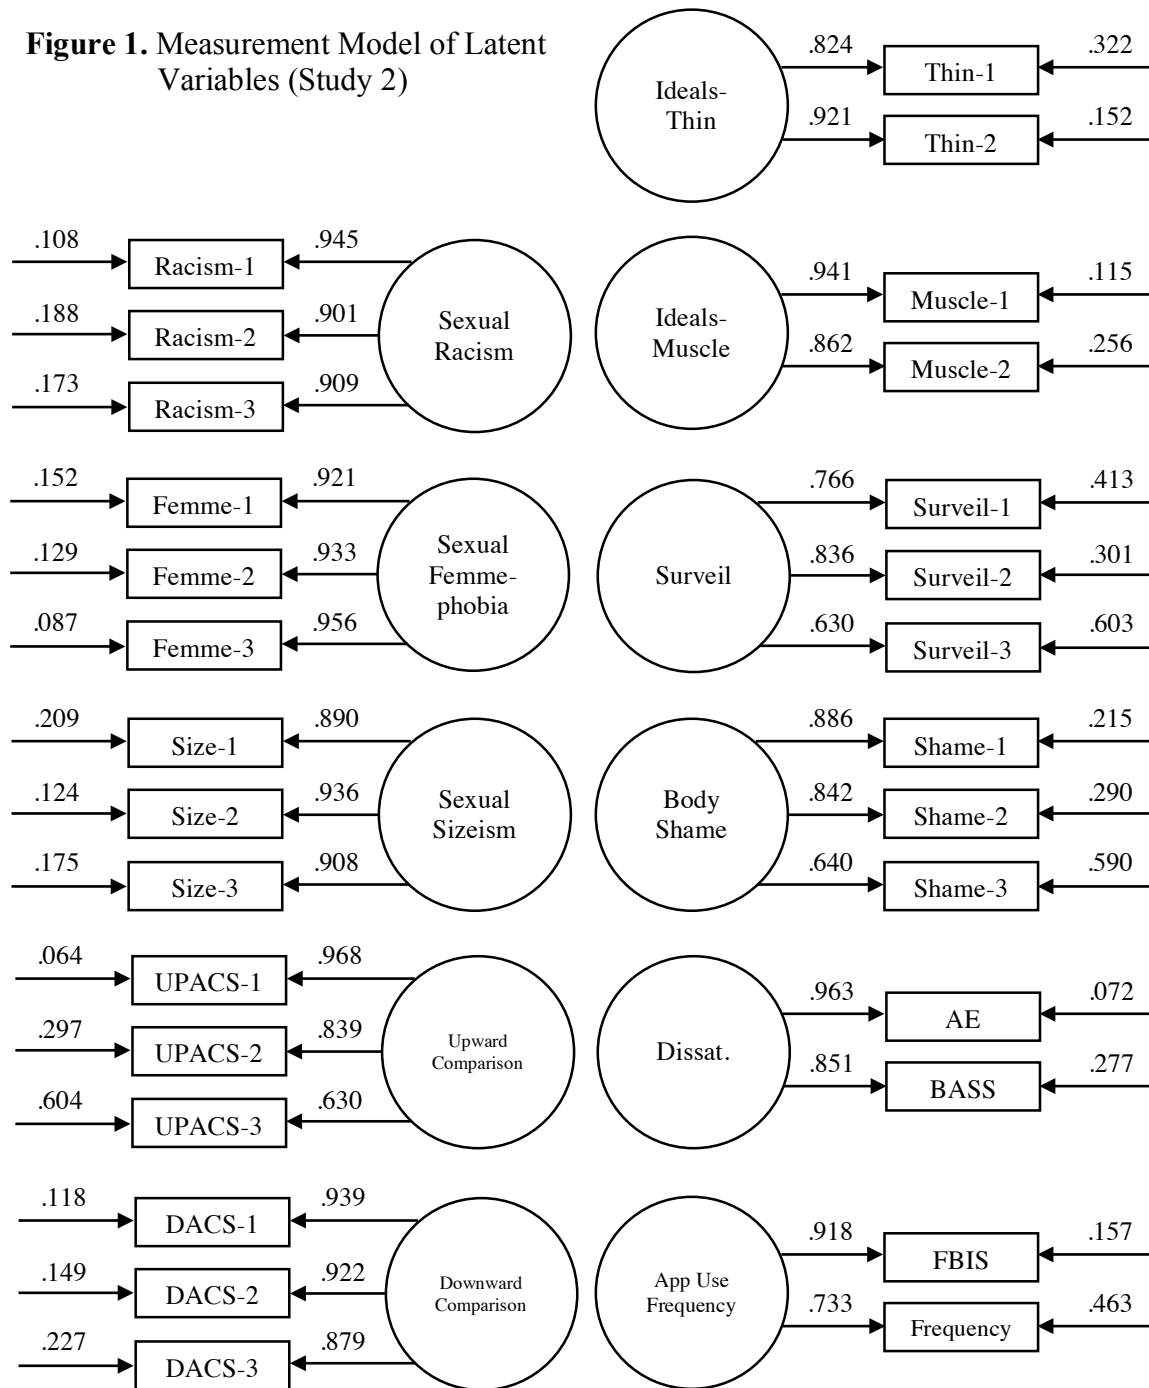 Figure 1. Measurement Model of Latent
Variables (Study 2)
Ideals-
Thin
.824
Thin-1
.322
.921
Thin-2
.152
.108
Racism-1
.945
.188
Racism-2
.901
.173
Racism-3
.909
Sexual
Racism
Ideals-
Muscle
.941
Muscle-1
.115
.862
Muscle-2
.256
.152
Femme-1
.921
.129
Femme-2
.933
.087
Femme-3
.956
Sexual
Femme-
phobia
Surveil
.766
Surveil-1
.413
.836
Surveil-2
.301
.630
Surveil-3
.603
.209
Size-1
.890
.124
Size-2
.936
.175
Size-3
.908
Sexual
Sizeism
Body
Shame
.886
Shame-1
.215
.842
Shame-2
.290
.640
Shame-3
.590
.064
UPACS-1
.968
.297
UPACS-2
.839
.604
UPACS-3
.630
Upward
Comparison
Dissat.
.963
AE
.072
.851
BASS
.277
.118
DACS-1
.939
.149
DACS-2
.922
.227
DACS-3
.879
Downward
Comparison
App Use
Frequency
.918
FBIS
.157
.733
Frequency
.463